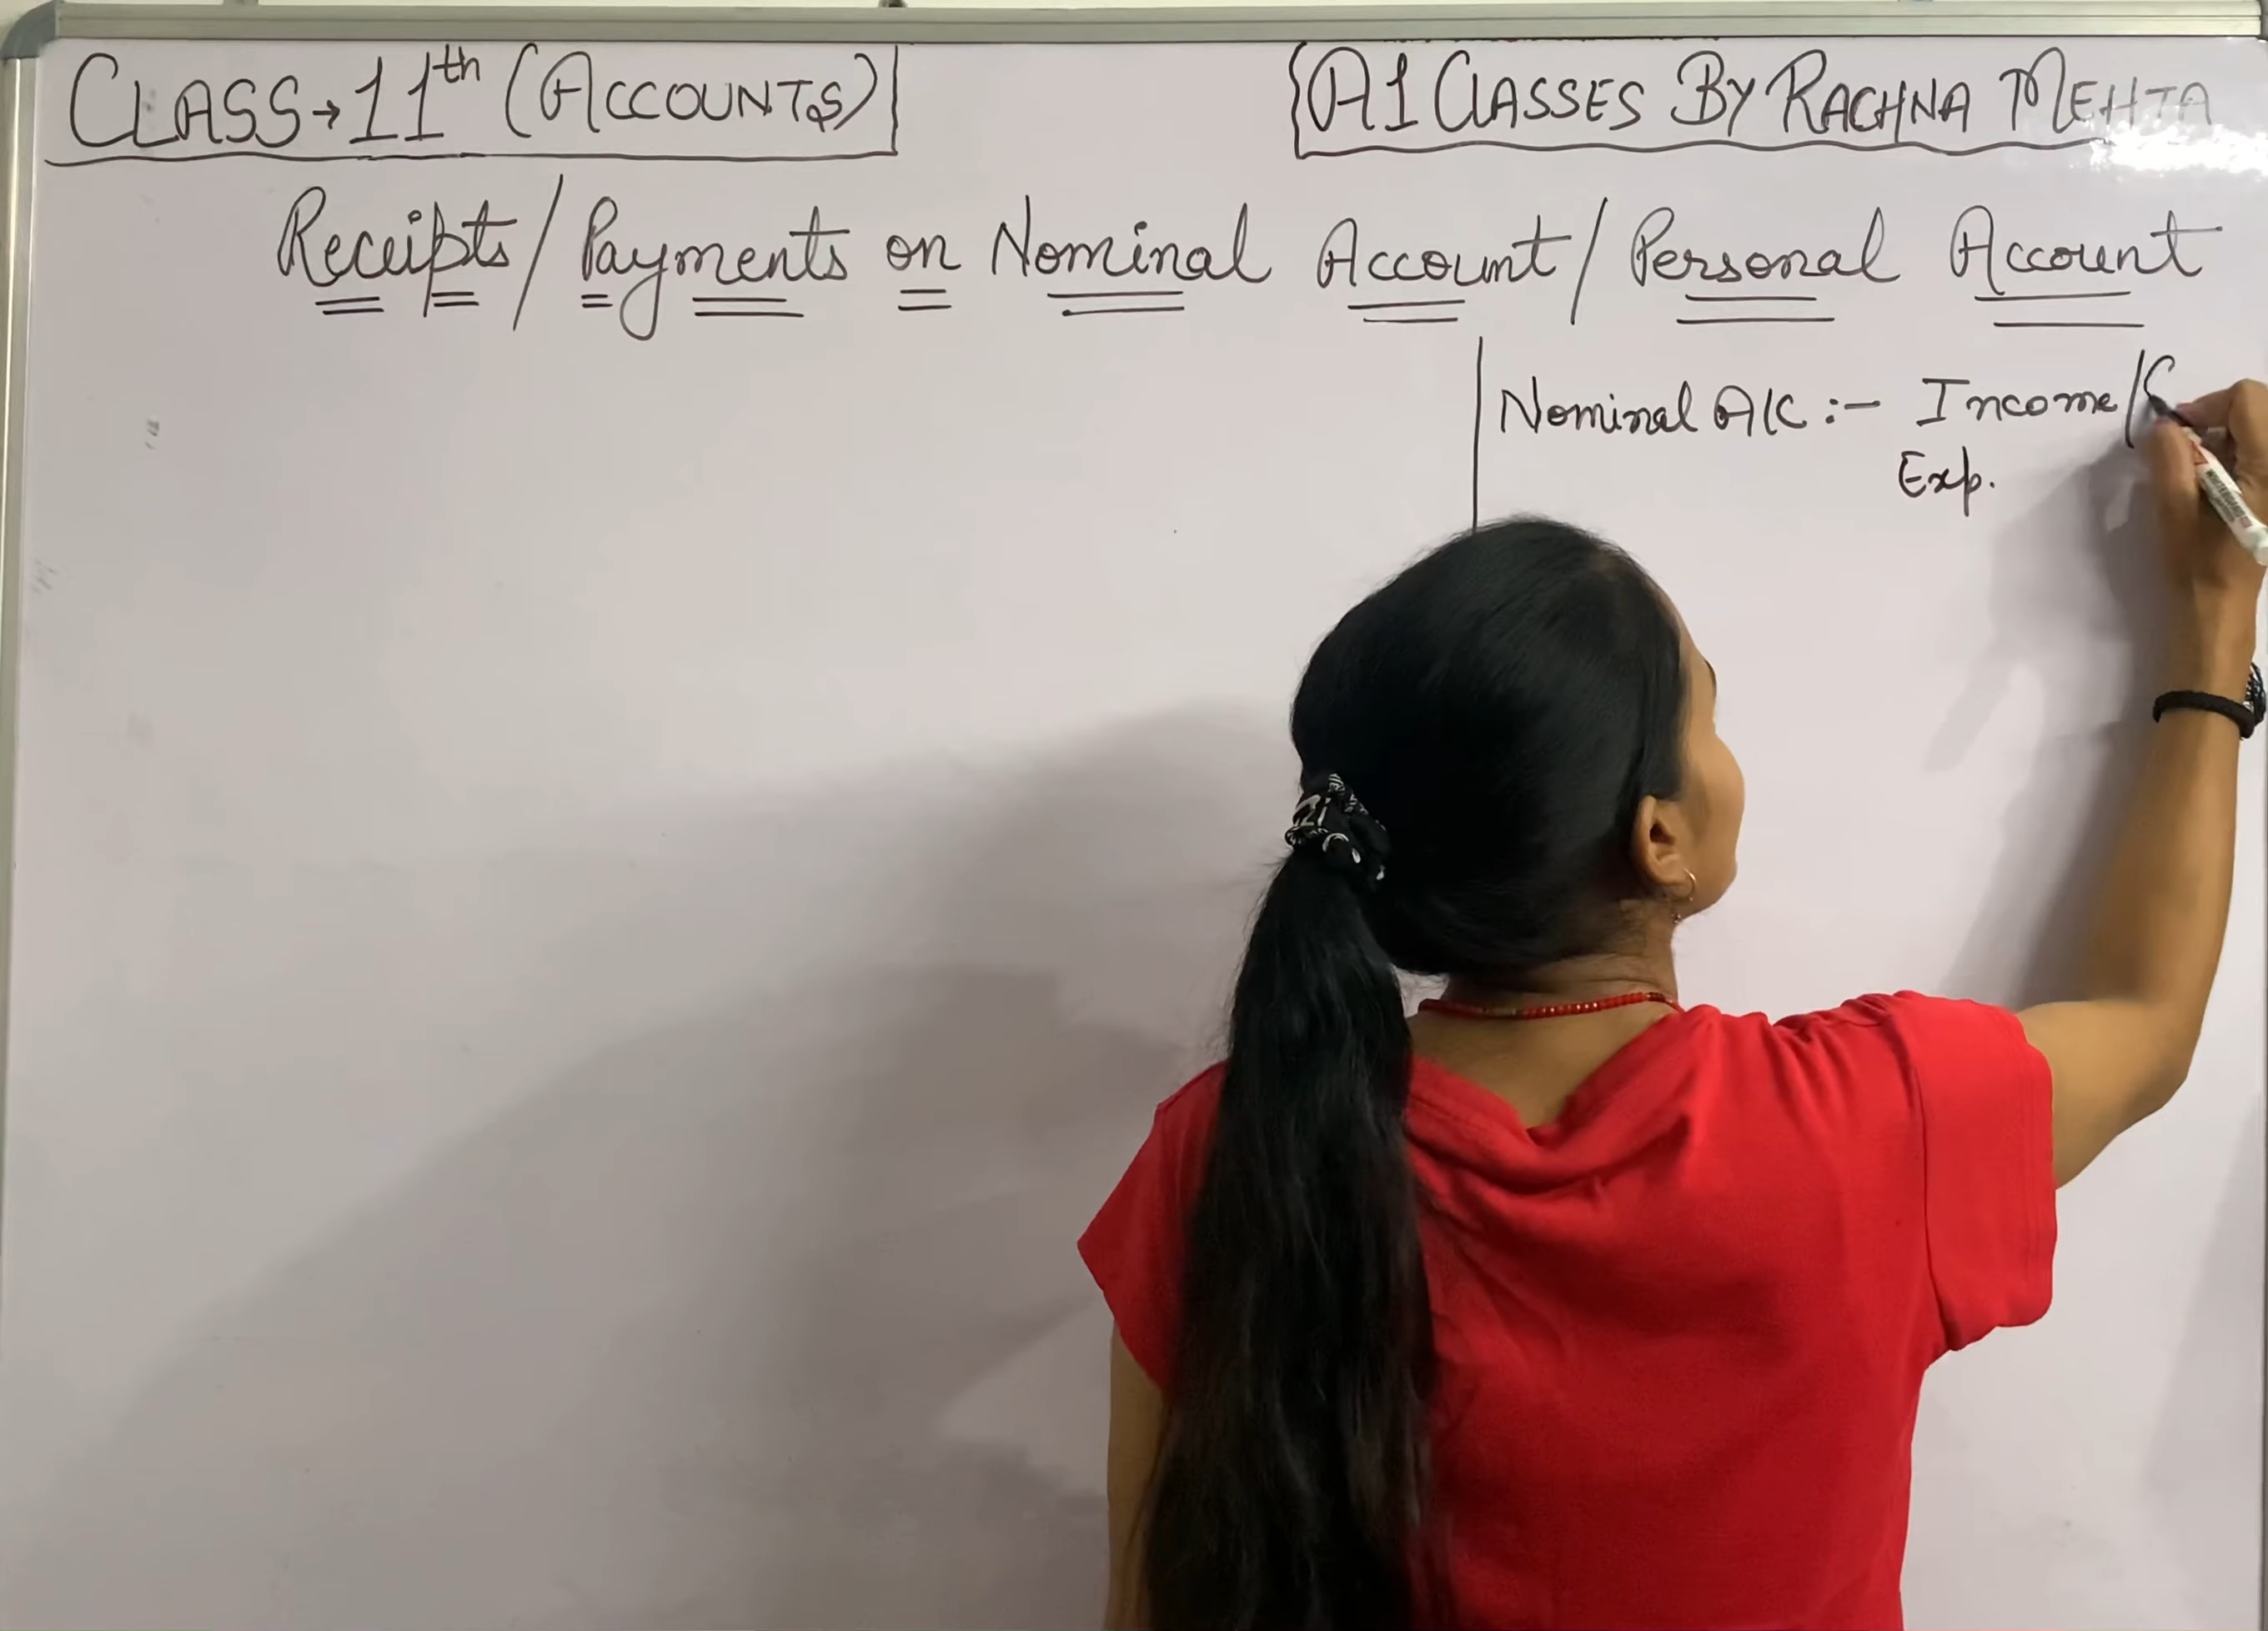 CLASS→11th (ACCOUNTS)
A1 CLASSES BY RACHNA MEHTA
Receipts/Payments on Nominal Account/Personal Account
Nominal A/C :- Income/
Exp.